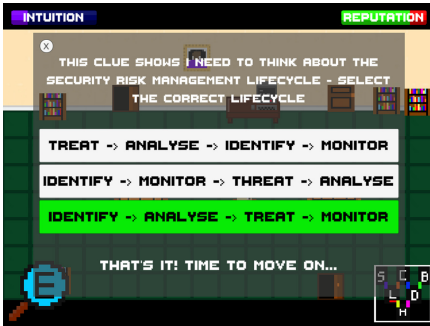 INTUITION
REPUTATION
X
THIS CLUE SHOWS I NEED TO THINK ABOUT THE
SECURITY RISK MANAGEMENT LIFECYCLE - SELECT
THE CORRECT LIFECYCLE
TREAT -> ANALYSE -> IDENTIFY -> MONITOR
IDENTIFY -> MONITOR -> THREAT -> ANALYSE
IDENTIFY -> ANALYSE -> TREAT -> MONITOR
THAT'S IT! TIME TO MOVE ON...
E
S C B
L D
H